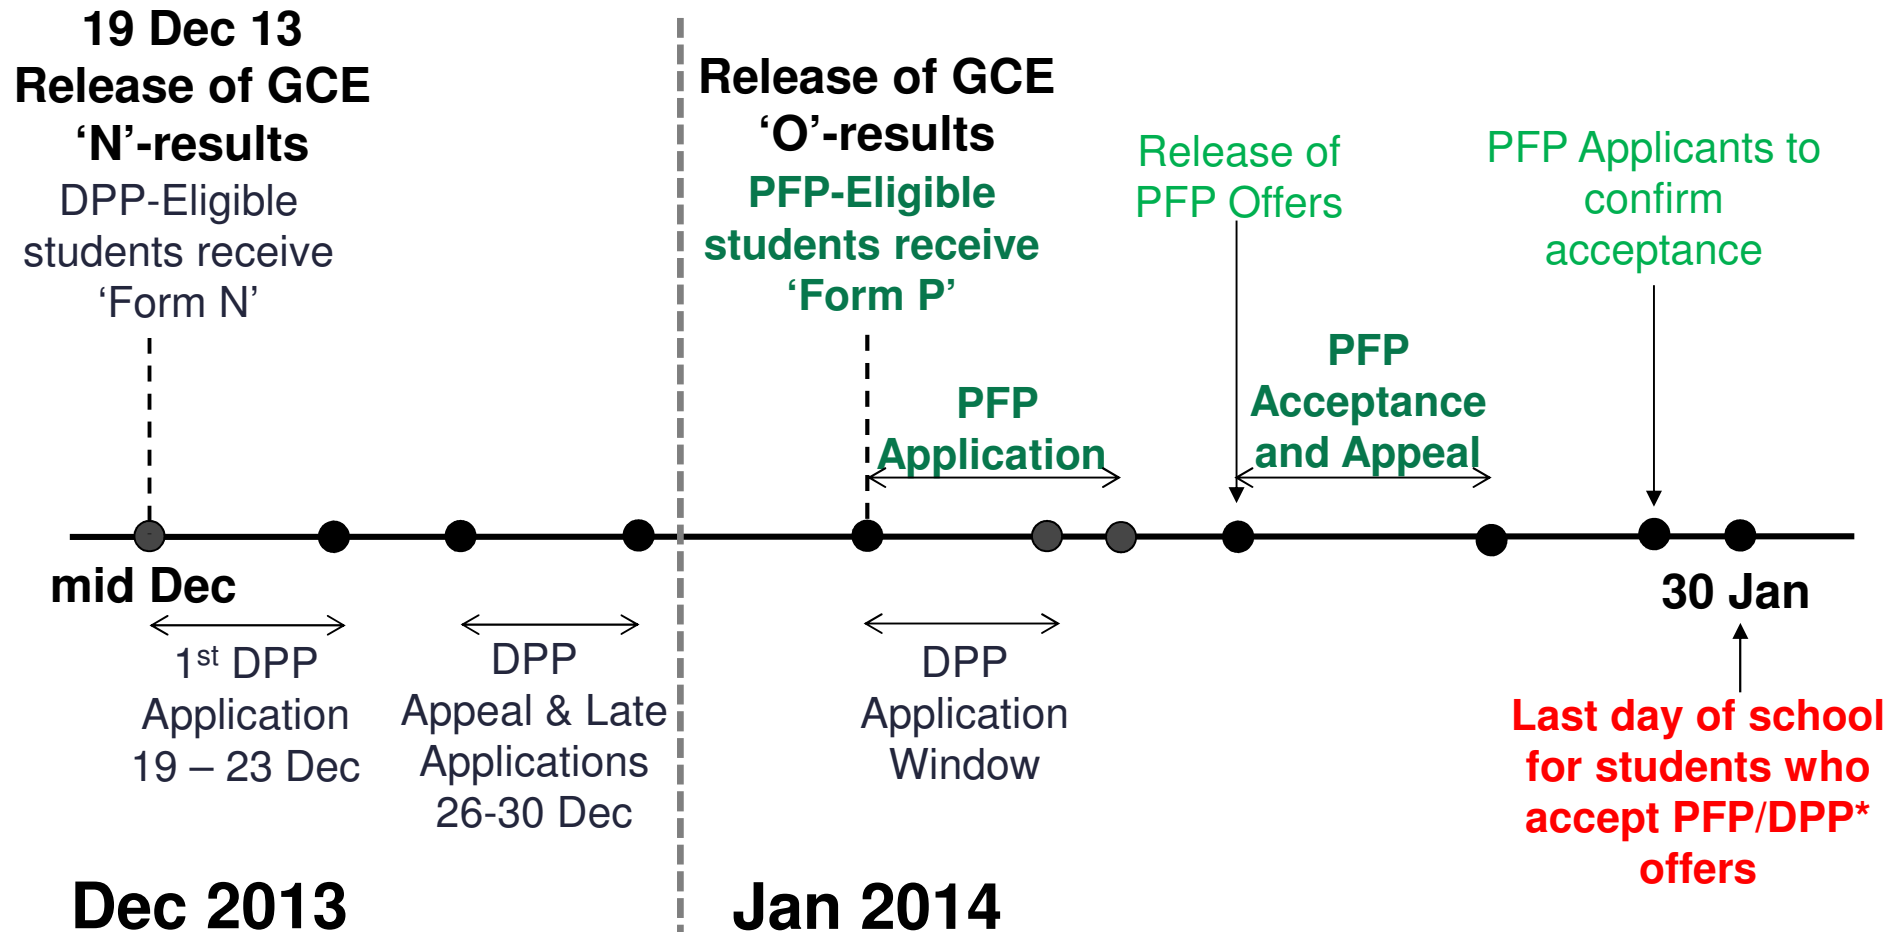 19 Dec 13
Release of GCE
‘N’-results
DPP-Eligible
students receive
‘Form N’
Release of GCE
‘O’-results
PFP-Eligible
students receive
‘Form P’
Release of
PFP Offers
PFP Applicants to
confirm
acceptance
PFP
Application
PFP
Acceptance
and Appeal
mid Dec
30 Jan
1st DPP
Application
19 – 23 Dec
DPP
Appeal & Late
Applications
26-30 Dec
DPP
Application
Window
Last day of school
for students who
accept PFP/DPP*
offers
Dec 2013
Jan 2014